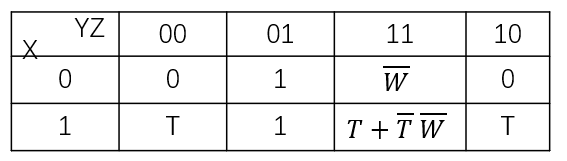 X YZ 00 01 11 10
0 0 1 W̅ 0
1 T 1 T + T̅ W̅ T